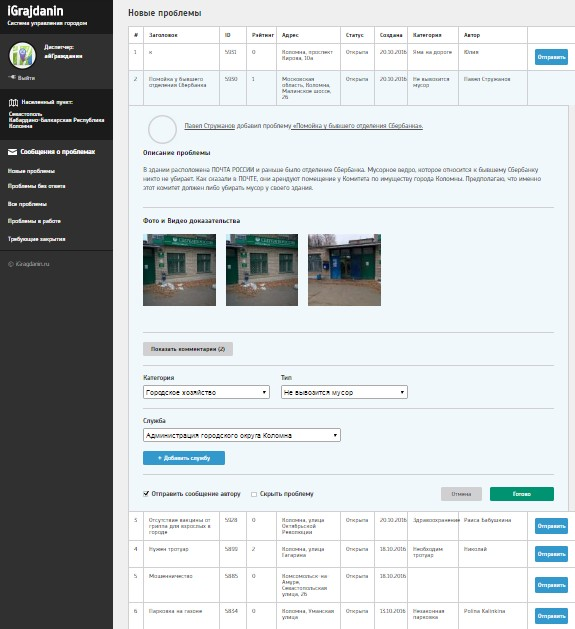 iGrajdanin
Система управления городом
Диспетчер:
айГражданин
Выйти
Населенный пункт:
Севастополь
Кабардино-Балкарская Республика
Коломна
Сообщения о проблемах
Новые проблемы
Проблемы без ответа
Все проблемы
Проблемы в работе
Требующие закрытия
© iGrajdanin.ru
Новые проблемы
# Заголовок ID Рейтинг Адрес Статус Создана Категория Автор
1 к 5931 0 Коломна, проспект Кирова, 10а Открыта 20.10.2016 Яма на дороге Юлия Отправить
2 Помойка у бывшего отделения Сбербанка 5930 1 Московская область, Коломна, Малинское шоссе, 26 Открыта 20.10.2016 Не вывозится мусор Павел Стружанов
Павел Стружанов добавил проблему «Помойка у бывшего отделения Сбербанка».
Описание проблемы
В здании расположена ПОЧТА РОССИИ и раньше было отделение Сбербанка. Мусорное ведро, которое относится к бывшему Сбербанку
никто не убирает. Как сказали в ПОЧТЕ, они арендуют помещение у Комитета по имуществу города Коломны. Предполагаю, что именно
этот комитет должен либо убирать мусор у своего здания.
Фото и Видео доказательства
Показать комментарии (2)
Категория Тип
Городское хозяйство Не вывозится мусор
Служба
Администрация городского округа Коломна
+ Добавить службу
Отправить сообщение автору Скрыть проблему Отмена Готово
3 Отсутствие вакцины от гриппа для взрослых в городе 5928 0 Коломна, улица Октябрьской Революции Открыта 20.10.2016 Здравоохранение Раиса Бабушкина Отправить
4 Нужен тротуар 5899 2 Коломна, улица Гагарина Открыта 18.10.2016 Необходим тротуар Николай Отправить
5 Мошенничество 5885 0 Комсомольск-на-Амуре, Севастопольская улица, 26 Открыта 18.10.2016 Отправить
6 Парковка на газоне 5834 0 Коломна, Уманская улица Открыта 13.10.2016 Незаконная парковка Polina Kalinkina Отправить